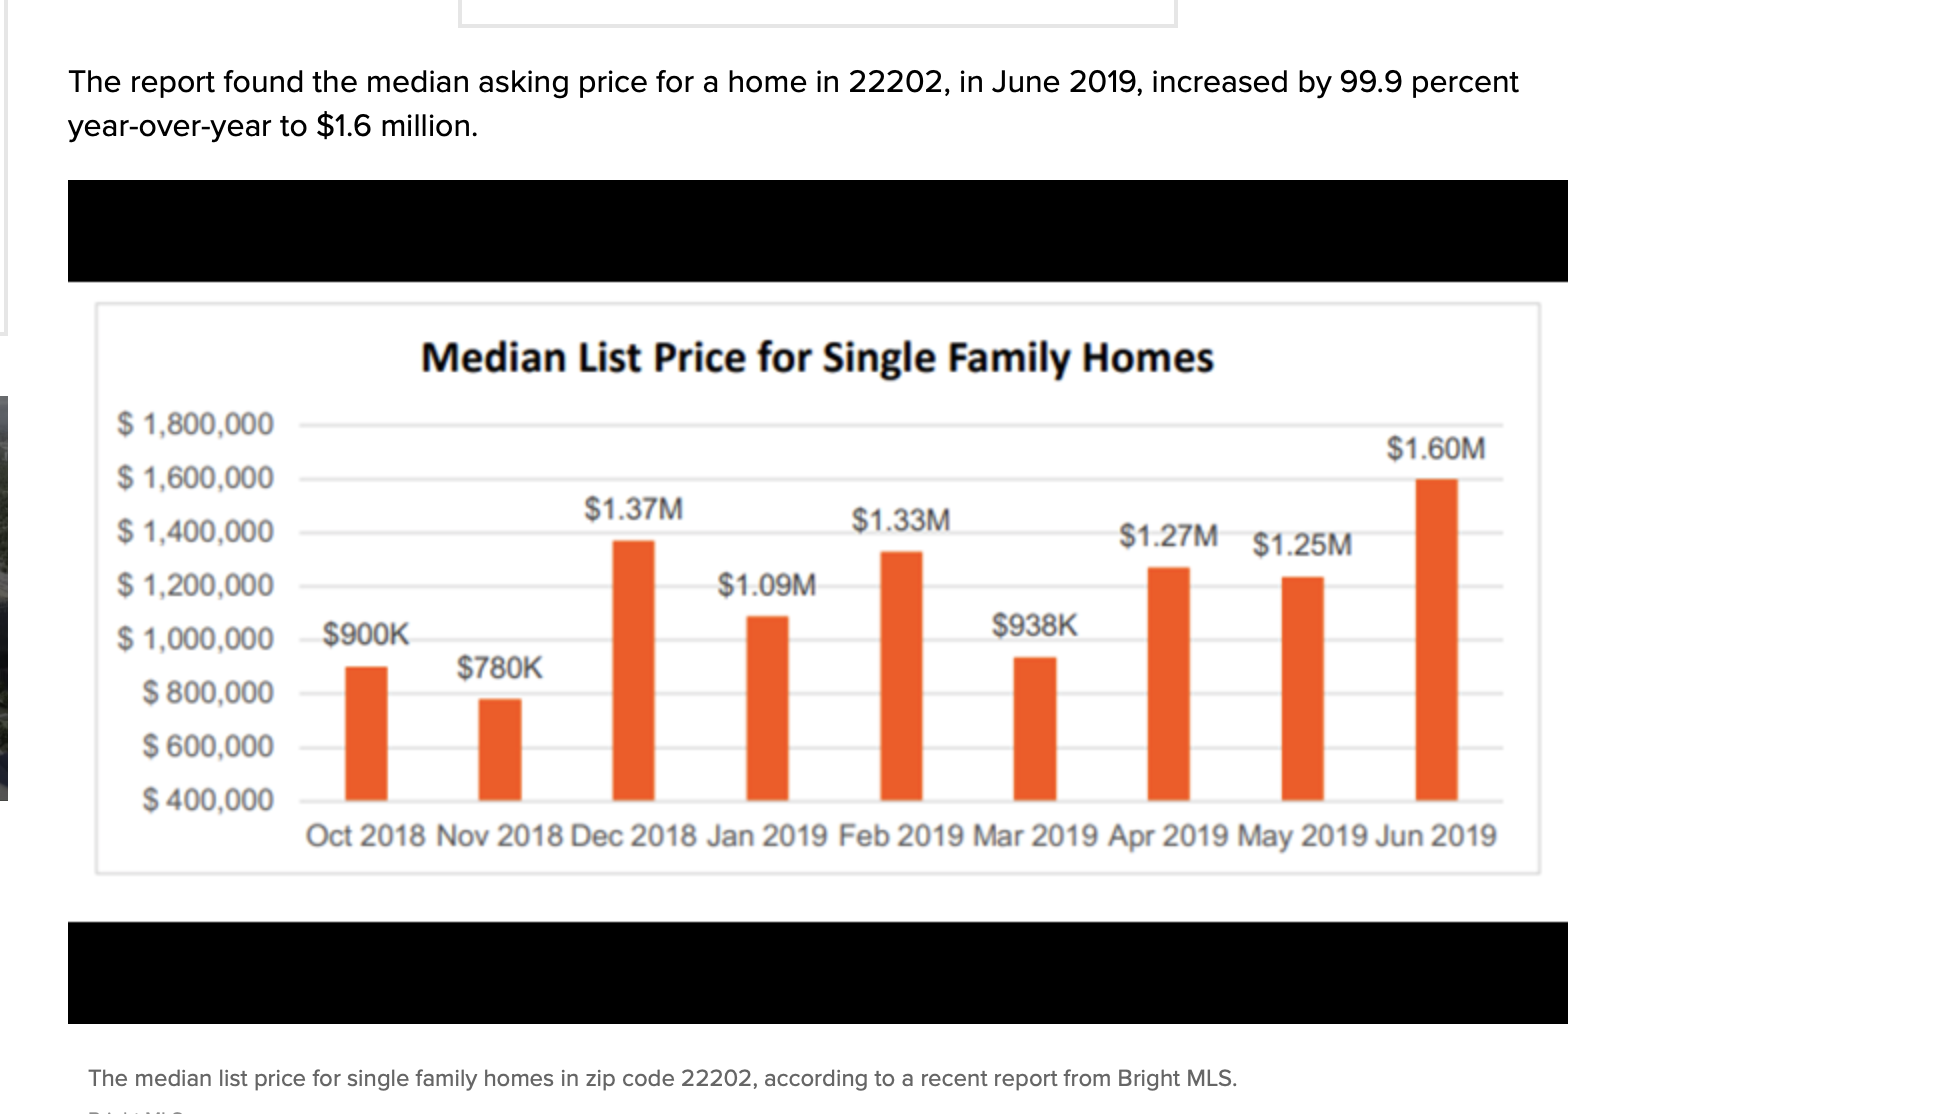 The report found the median asking price for a home in 22202, in June 2019, increased by 99.9 percent
year-over-year to $1.6 million.
Median List Price for Single Family Homes
$ 1,800,000
$ 1,600,000
$ 1,400,000
$ 1,200,000
$ 1,000,000
$ 800,000
$ 600,000
$ 400,000
$900K
$780K
$1.37M
$1.09M
$1.33M
$938K
$1.27M
$1.25M
$1.60M
Oct 2018 Nov 2018 Dec 2018 Jan 2019 Feb 2019 Mar 2019 Apr 2019 May 2019 Jun 2019
The median list price for single family homes in zip code 22202, according to a recent report from Bright MLS.